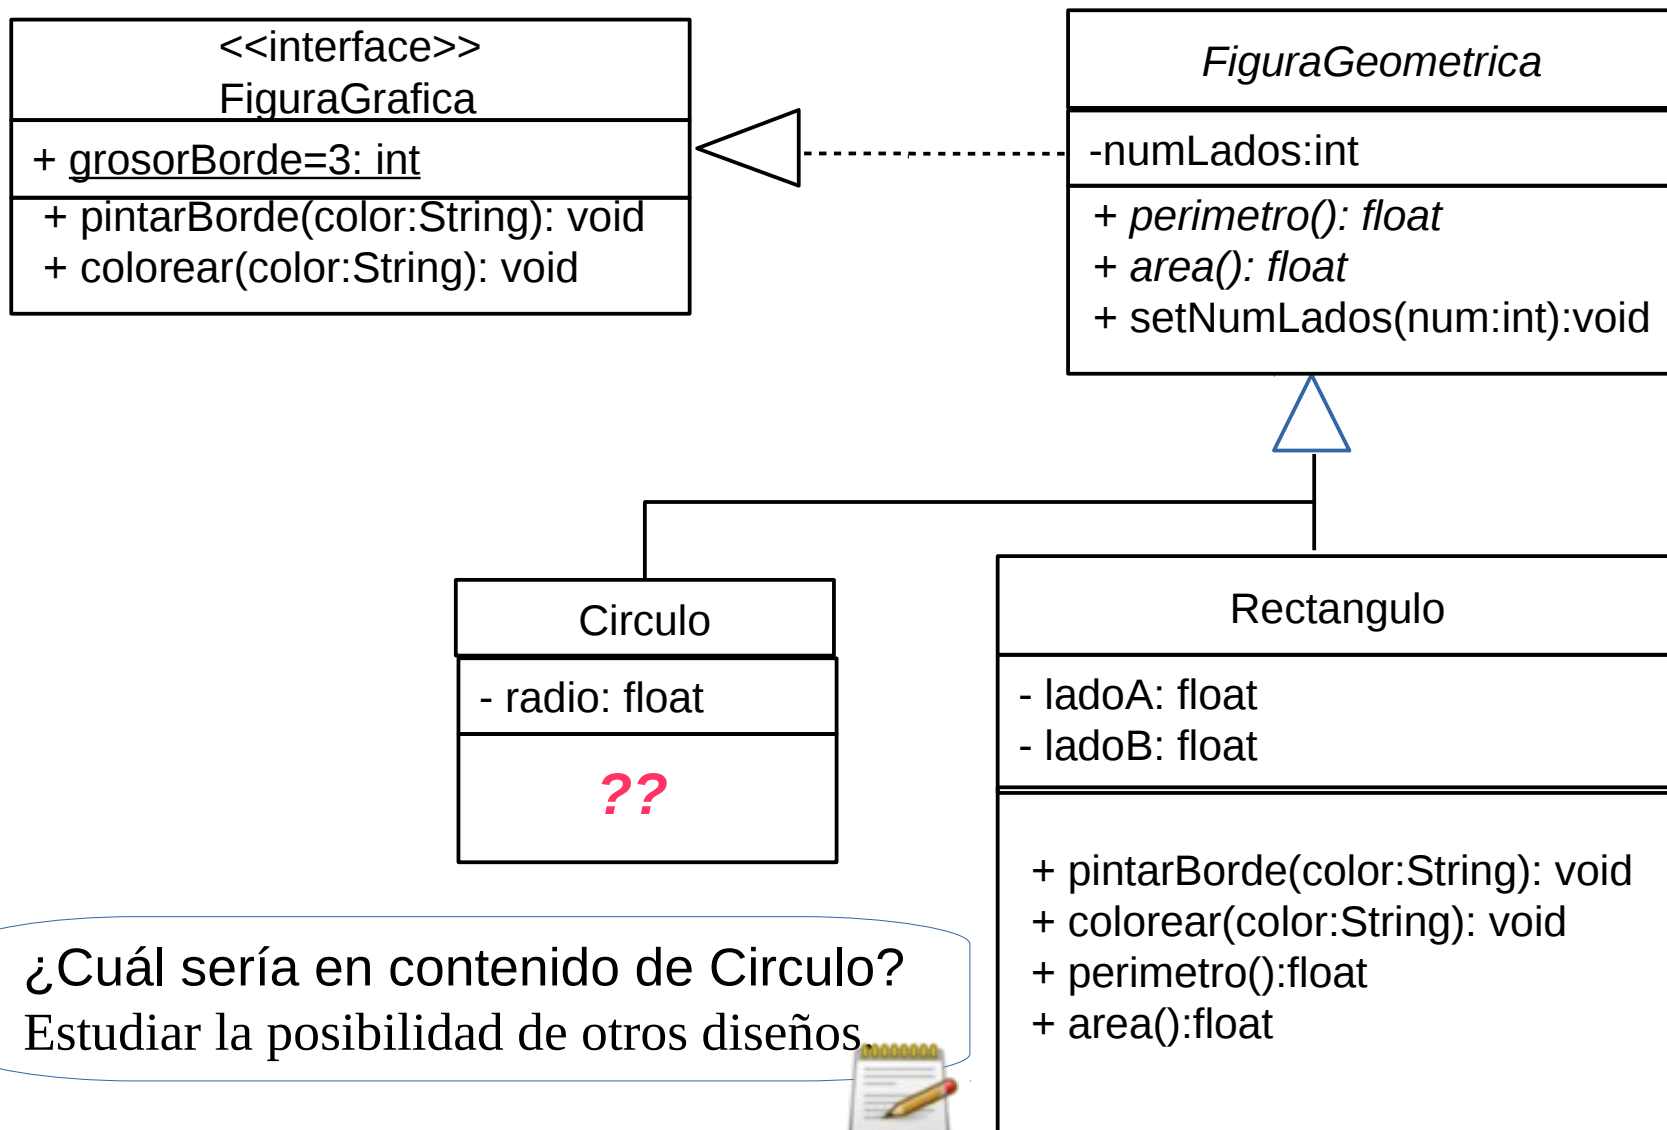 <<interface>>
FiguraGrafica
+ grosorBorde=3: int
+ pintarBorde(color:String): void
+ colorear(color:String): void
FiguraGeometrica
-numLados:int
+ perimetro(): float
+ area(): float
+ setNumLados(num:int):void
Circulo
- radio: float
??
Rectangulo
- ladoA: float
- ladoB: float
+ pintarBorde(color:String): void
+ colorear(color:String): void
+ perimetro():float
+ area():float
¿Cuál sería en contenido de Circulo?
Estudiar la posibilidad de otros diseños.